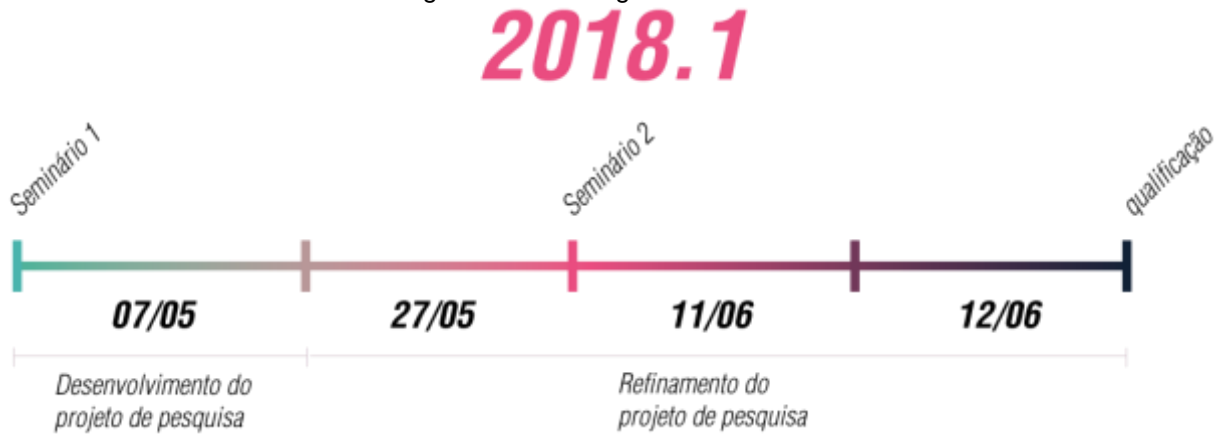 2018.1
Seminário 1
Seminário 2
qualificação
07/05
27/05
11/06
12/06
Desenvolvimento do
projeto de pesquisa
Refinamento do
projeto de pesquisa